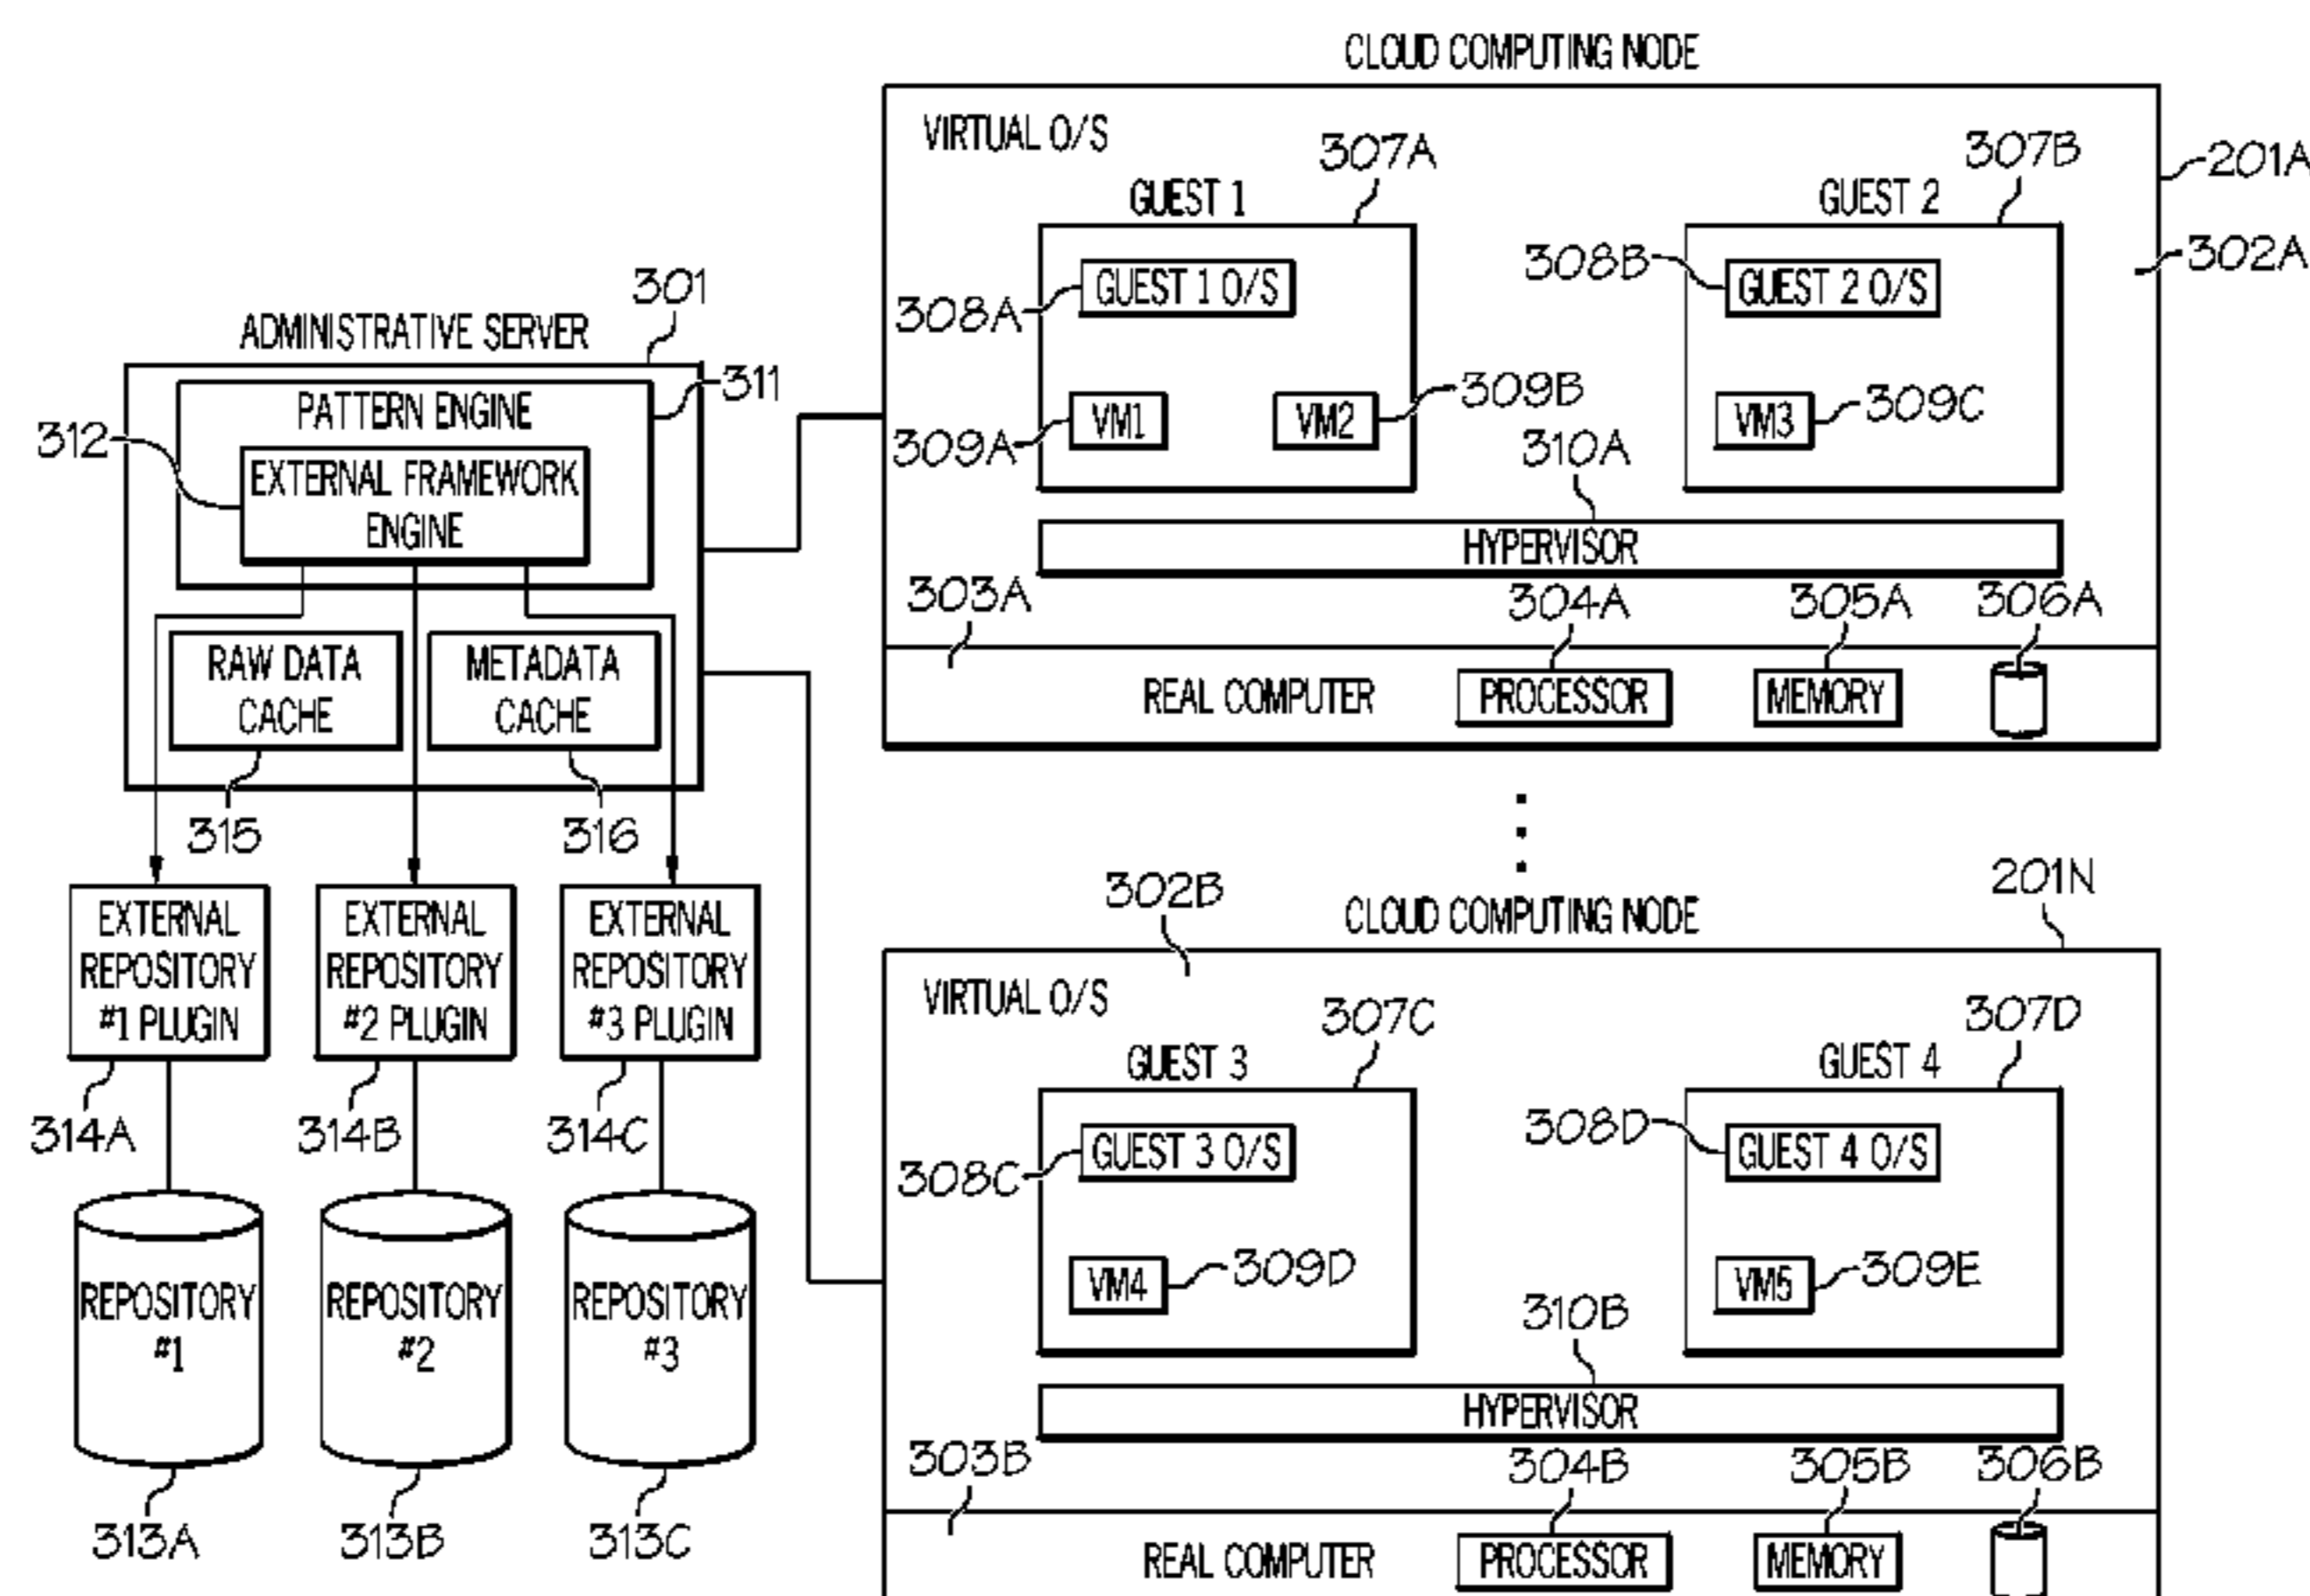 CLOUD COMPUTING NODE
VIRTUAL O/S
307A
307B
201A
GUEST 1
GUEST 2
302A
308A
GUEST 1 O/S
308B
GUEST 2 O/S
309A
VM1
VM2
309B
VM3
309C
310A
HYPERVISOR
303A
304A
305A
306A
REAL COMPUTER
PROCESSOR
MEMORY
301
ADMINISTRATIVE SERVER
311
PATTERN ENGINE
312
EXTERNAL FRAMEWORK
ENGINE
RAW DATA
CACHE
METADATA
CACHE
315
316
EXTERNAL
REPOSITORY
#1 PLUGIN
EXTERNAL
REPOSITORY
#2 PLUGIN
EXTERNAL
REPOSITORY
#3 PLUGIN
314A
314B
314C
REPOSITORY
#1
REPOSITORY
#2
REPOSITORY
#3
313A
313B
313C
302B
CLOUD COMPUTING NODE
201N
VIRTUAL O/S
307C
307D
GUEST 3
GUEST 4
308C
GUEST 3 O/S
308D
GUEST 4 O/S
VM4
309D
VM5
309E
310B
HYPERVISOR
303B
304B
305B
306B
REAL COMPUTER
PROCESSOR
MEMORY